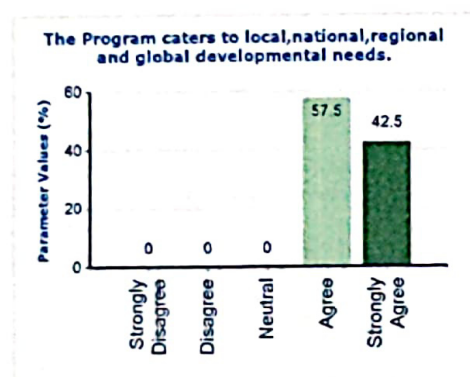 The Program caters to local,national,regional
and global developmental needs.
Parameter Values (%)
60
40
20
0
0
0
0
57.5
42.5
Strongly
Disagree
Disagree
Neutral
Agree
Strongly
Agree